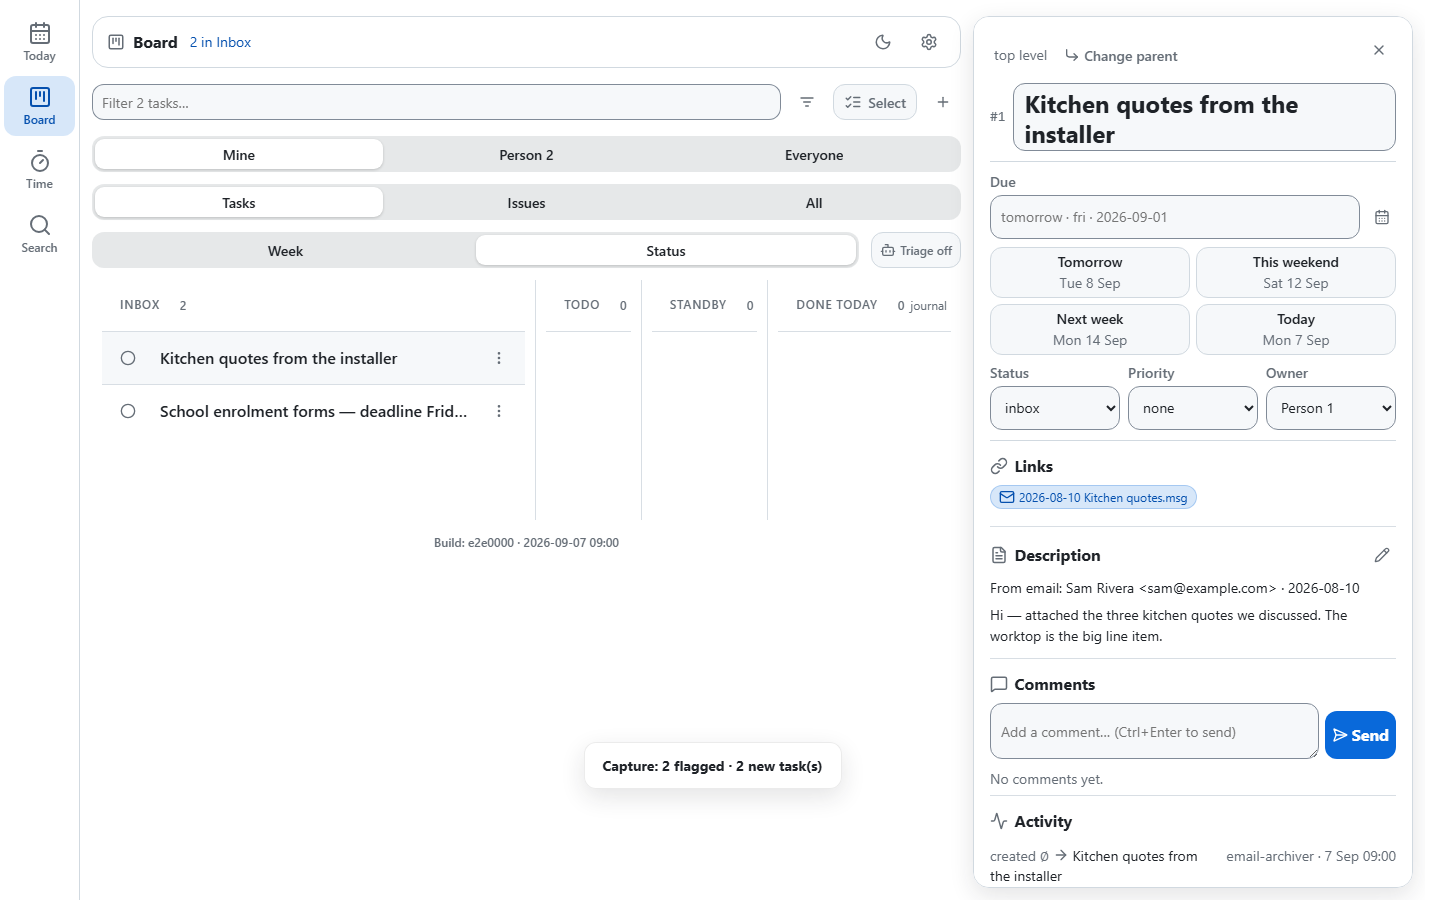 Today
Board
Time
Search
Board 2 in Inbox
Filter 2 tasks...
Select
Mine Person 2 Everyone
Tasks Issues All
Week Status
Triage off
INBOX 2
TODO 0
STANDBY 0
DONE TODAY 0 journal
Kitchen quotes from the installer
School enrolment forms — deadline Frid...
Build: e2e0000 · 2026-09-07 09:00
Capture: 2 flagged · 2 new task(s)
top level Change parent
#1 Kitchen quotes from the
installer
Due
tomorrow · fri · 2026-09-01
Tomorrow
Tue 8 Sep
This weekend
Sat 12 Sep
Next week
Mon 14 Sep
Today
Mon 7 Sep
Status Priority Owner
inbox none Person 1
Links
2026-08-10 Kitchen quotes.msg
Description
From email: Sam Rivera <sam@example.com> · 2026-08-10
Hi — attached the three kitchen quotes we discussed. The
worktop is the big line item.
Comments
Add a comment... (Ctrl+Enter to send)
Send
No comments yet.
Activity
created ∅ → Kitchen quotes from email-archiver · 7 Sep 09:00
the installer